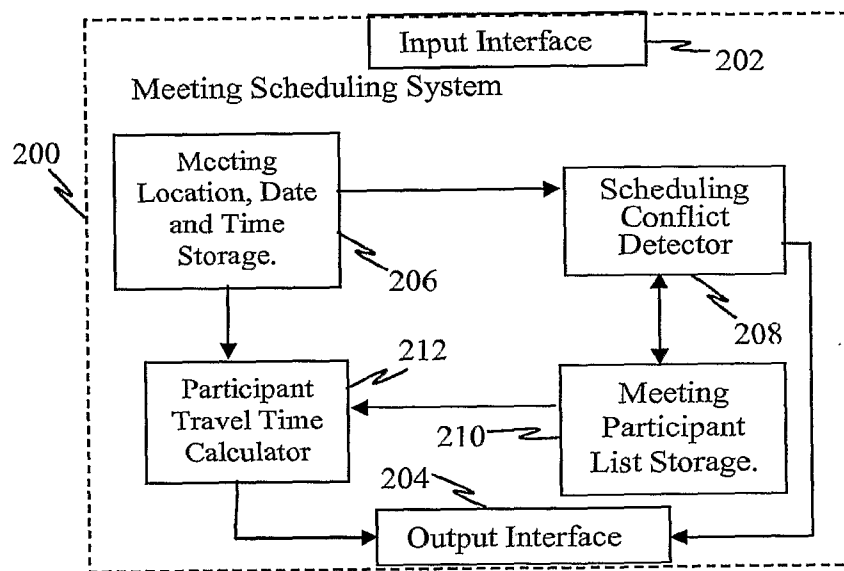 Input Interface
202
Meeting Scheduling System
200
Meeting
Location, Date
and Time
Storage.
206
Scheduling
Conflict
Detector
208
212
Participant
Travel Time
Calculator
210
Meeting
Participant
List Storage.
204
Output Interface